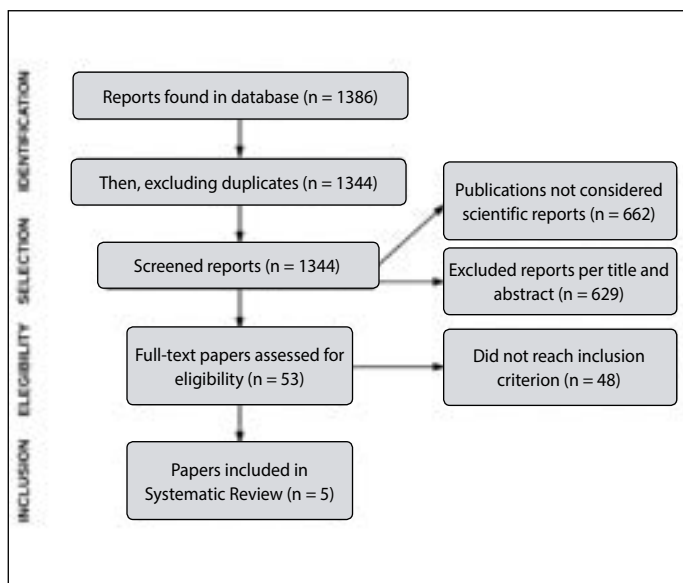 IDENTIFICATION
Reports found in database (n = 1386)
Then, excluding duplicates (n = 1344)
SELECTION
Screened reports (n = 1344)
Publications not considered
scientific reports (n = 662)
Excluded reports per title and
abstract (n = 629)
ELEGIBILITY
Full-text papers assessed for
eligibility (n = 53)
Did not reach inclusion
criterion (n = 48)
INCLUSION
Papers included in
Systematic Review (n = 5)